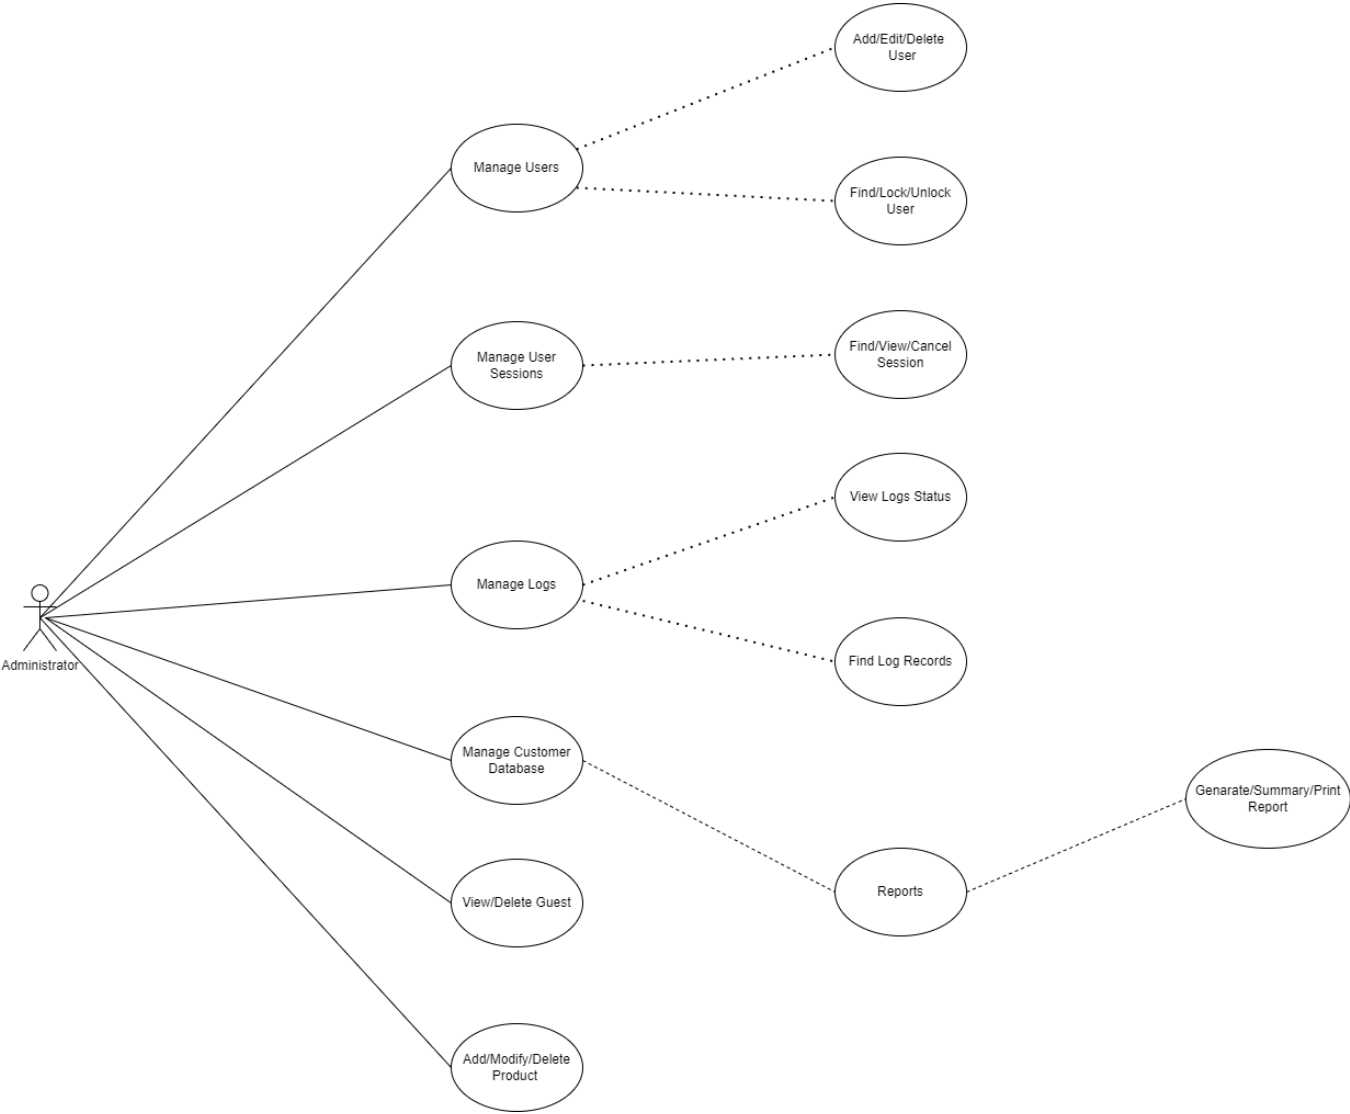 Add/Edit/Delete
User
Manage Users
Find/Lock/Unlock
User
Manage User
Sessions
Find/View/Cancel
Session
View Logs Status
Manage Logs
Find Log Records
Administrator
Manage Customer
Database
Genarate/Summary/Print
Report
Reports
View/Delete Guest
Add/Modify/Delete
Product